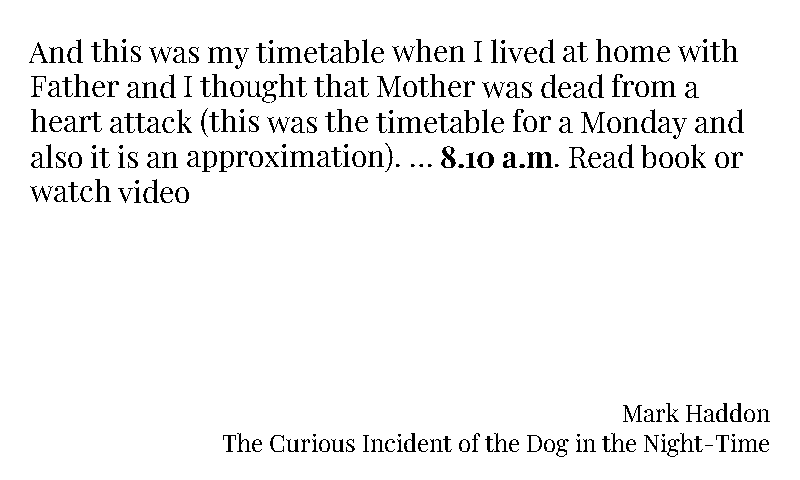 And this was my timetable when I lived at home with
Father and I thought that Mother was dead from a
heart attack (this was the timetable for a Monday and
also it is an approximation). ... 8.10 a.m. Read book or
watch video
Mark Haddon
The Curious Incident of the Dog in the Night-Time